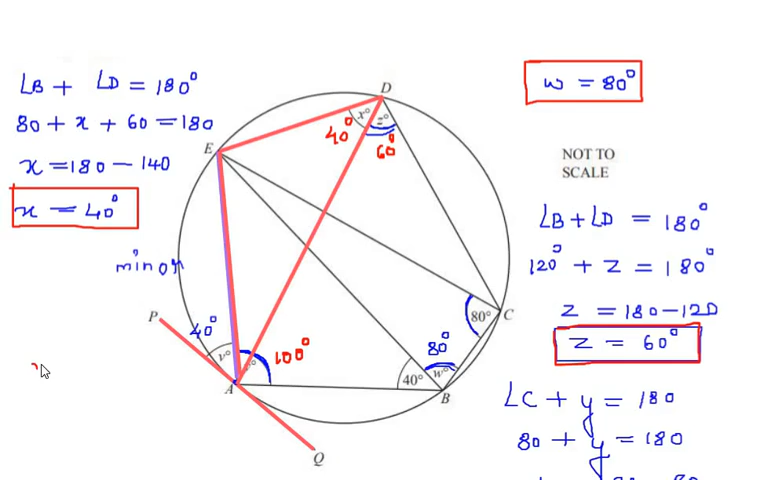 ∠B + ∠D = 180°
80 + x + 60 = 180
x = 180 - 140
x = 40°
minor
w = 80°
NOT TO
SCALE
∠B + ∠D = 180°
120° + z = 180°
z = 180 - 120
z = 60°
∠C + y = 180
80 + y = 180
D
x°
z°
40°
60°
E
P
40°
v°
100°
A
Q
40°
80°
w°
B
80°
C